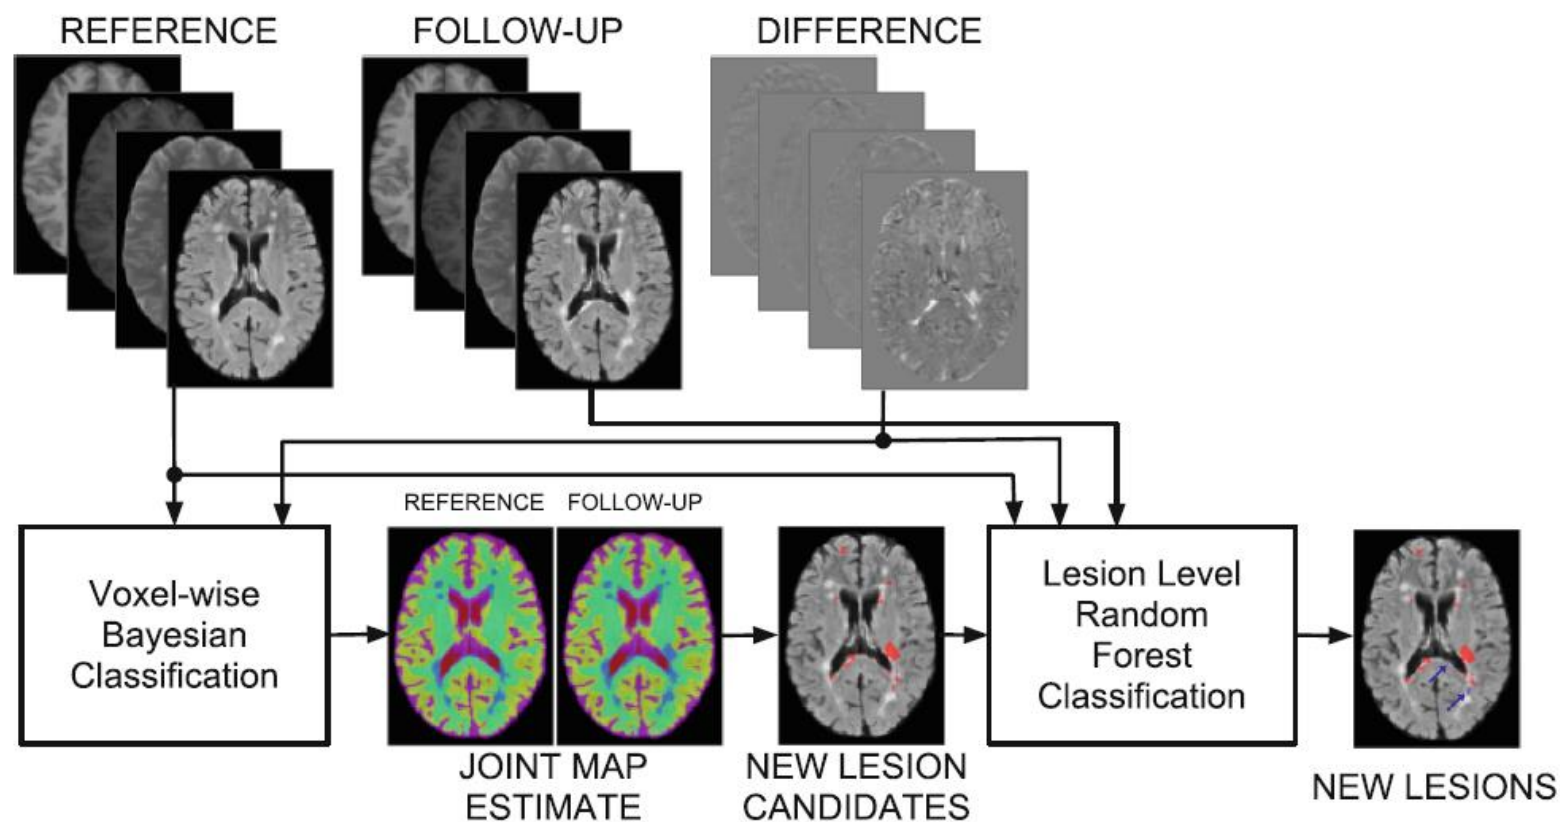 REFERENCE
FOLLOW-UP
DIFFERENCE
REFERENCE
FOLLOW-UP
Voxel-wise
Bayesian
Classification
JOINT MAP
ESTIMATE
NEW LESION
CANDIDATES
Lesion Level
Random
Forest
Classification
NEW LESIONS